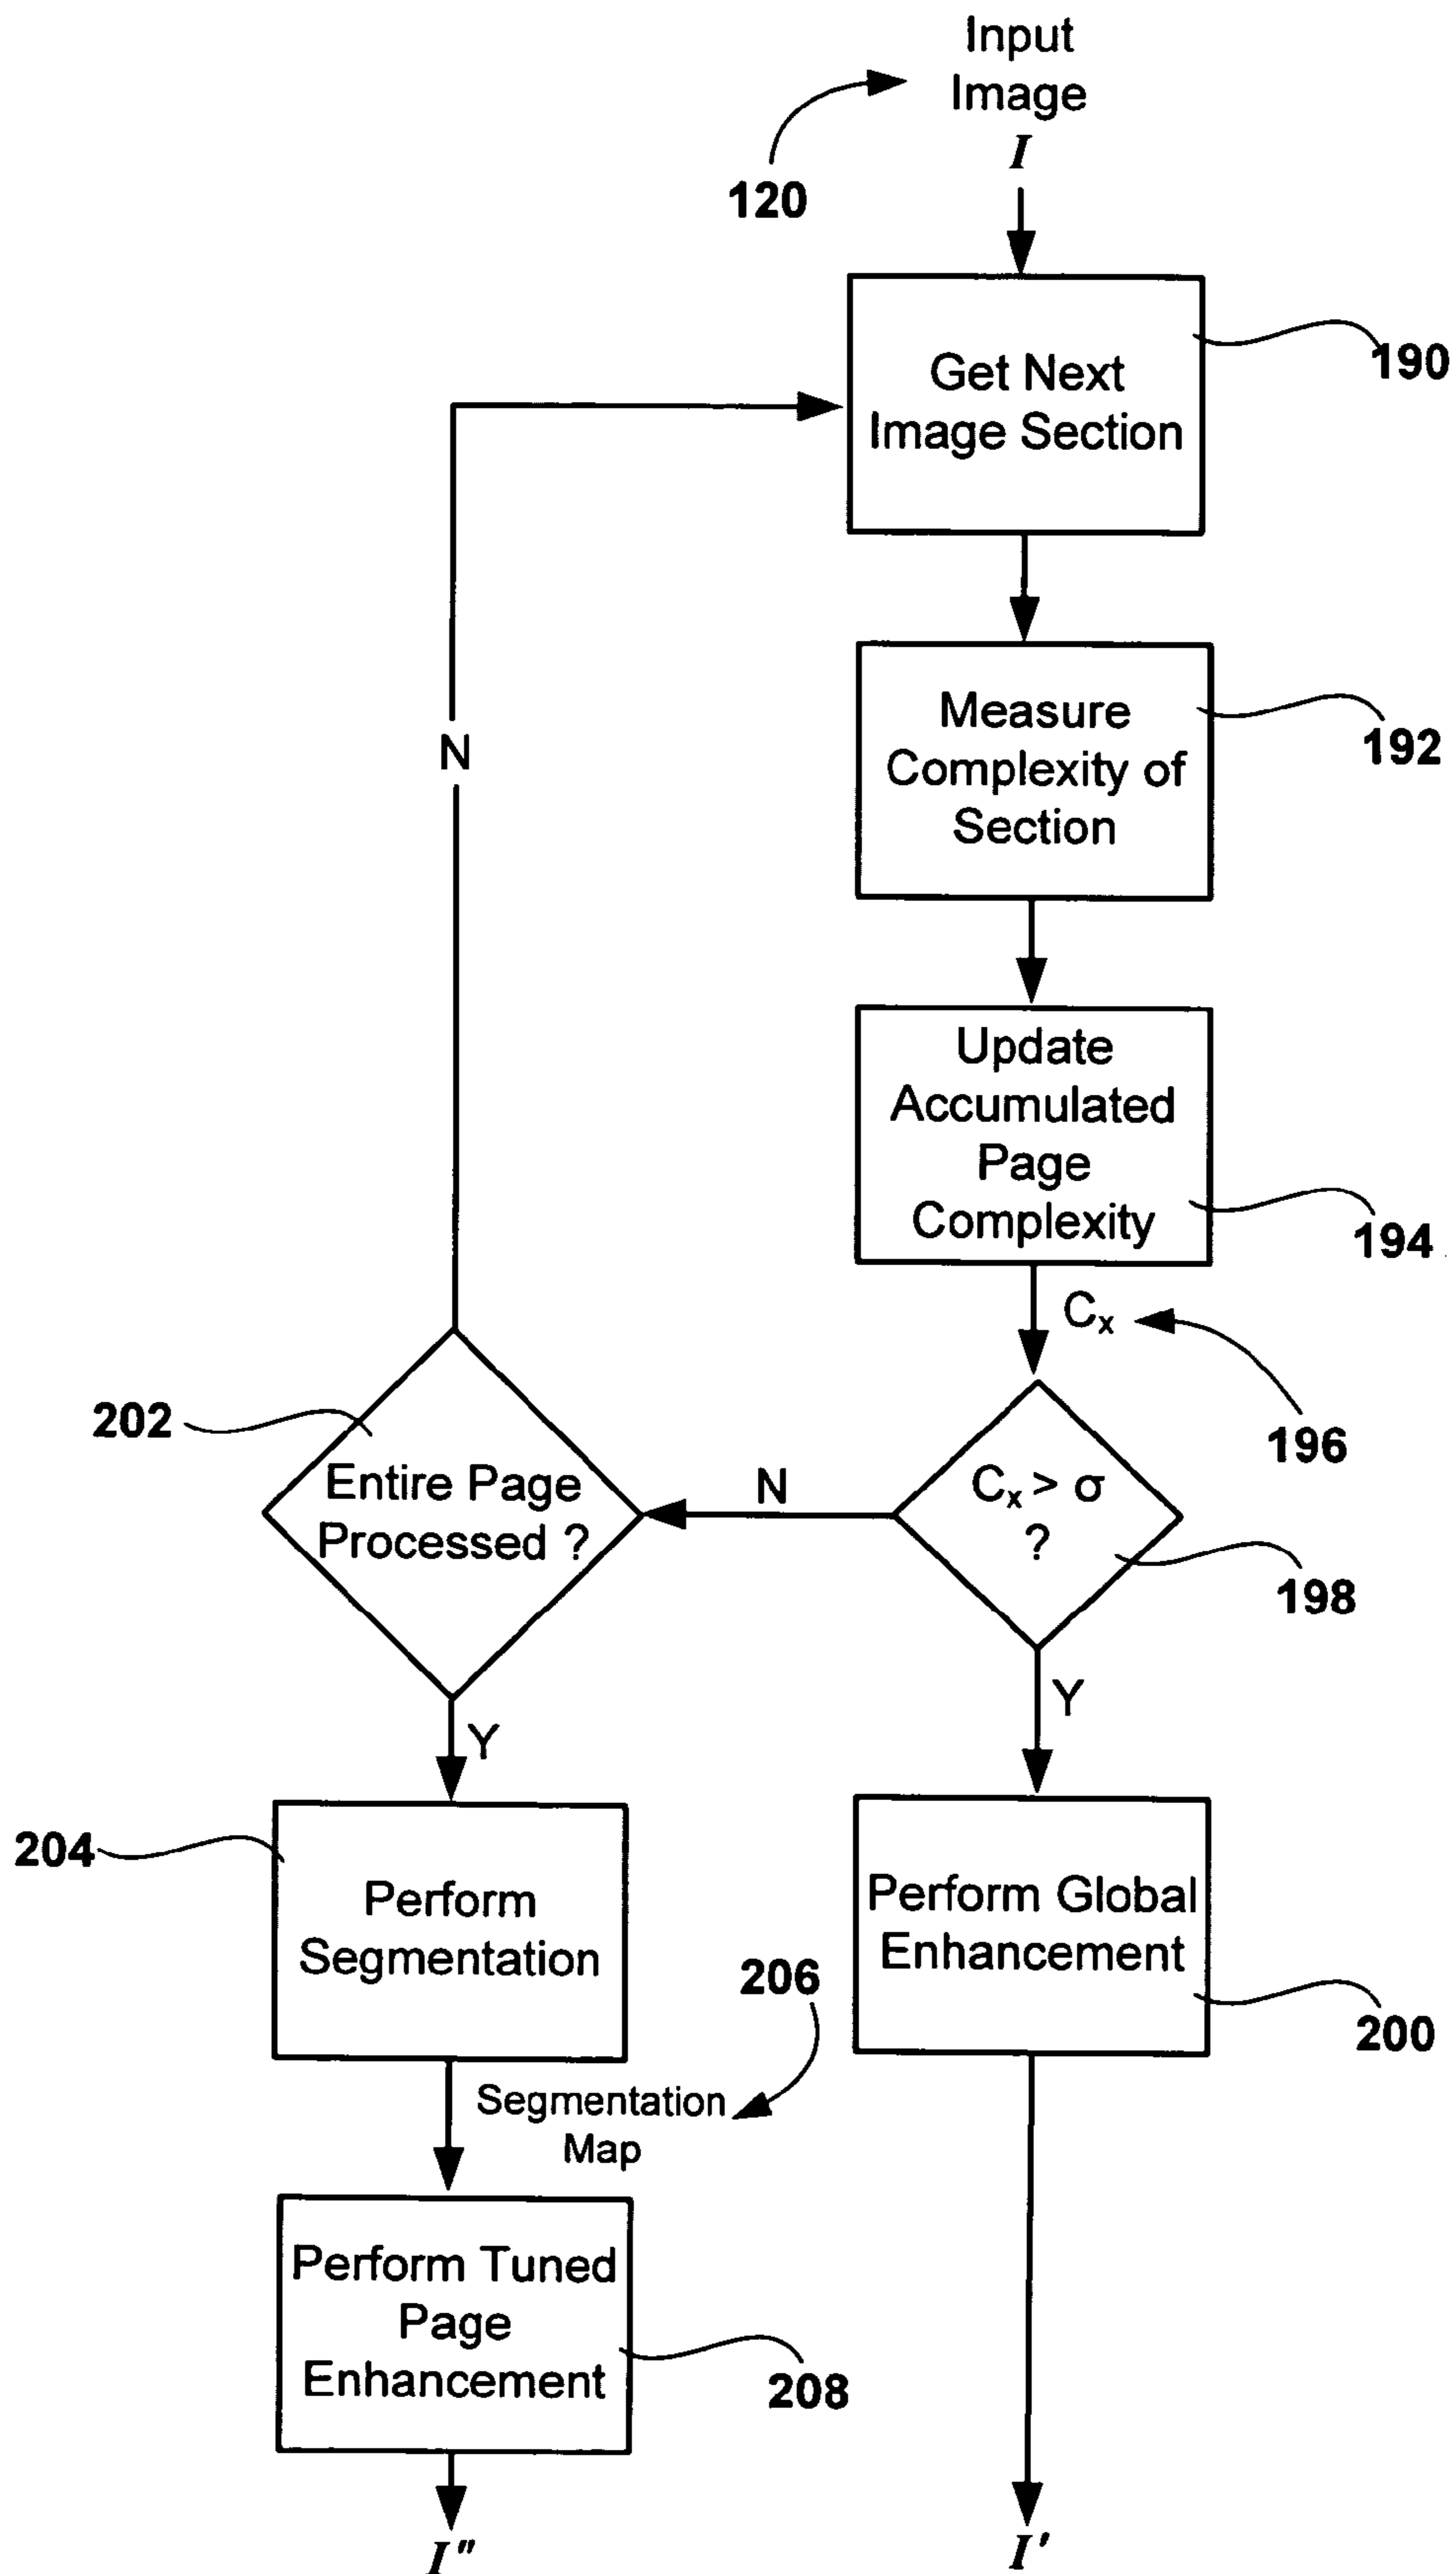 Input
Image
I
120
Get Next
Image Section
190
N
Measure
Complexity of
Section
192
Update
Accumulated
Page
Complexity
194
Cₓ
196
202
Entire Page
Processed ?
N
Cₓ > σ
?
198
Y
Y
204
Perform
Segmentation
206
Perform Global
Enhancement
200
Segmentation
Map
Perform Tuned
Page
Enhancement
208
I"
I'